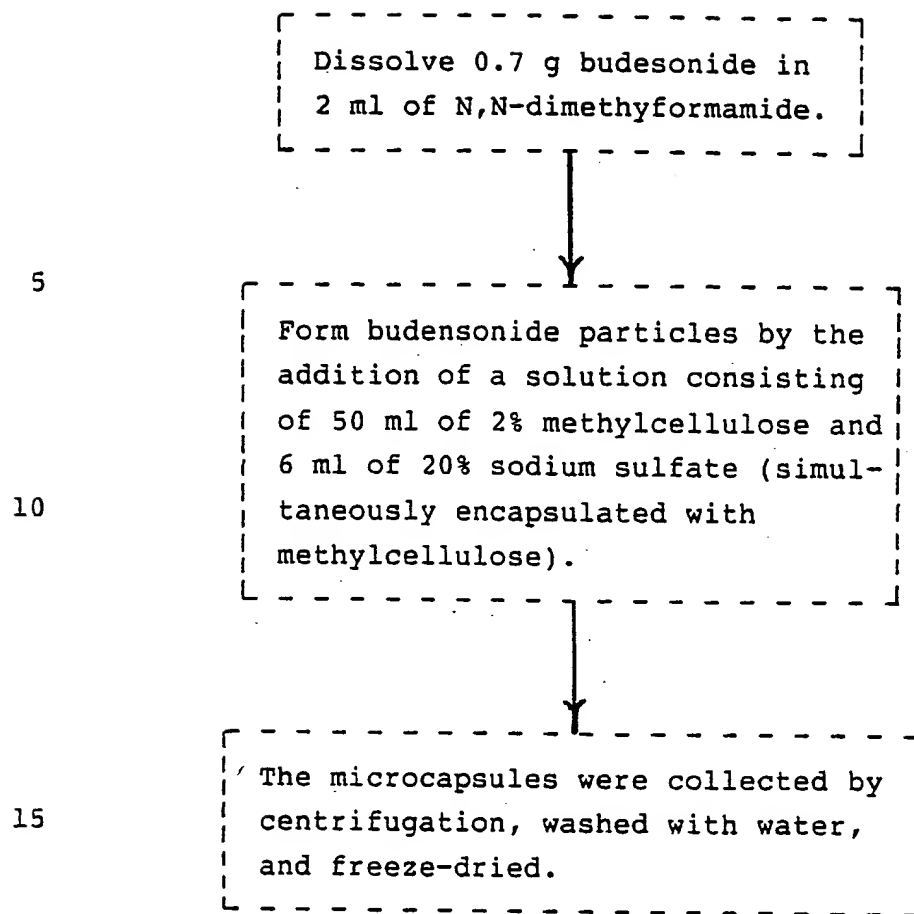 Dissolve 0.7 g budesonide in
2 ml of N,N-dimethyformamide.
5
Form budensonide particles by the
addition of a solution consisting
of 50 ml of 2% methylcellulose and
6 ml of 20% sodium sulfate (simul-
10 taneously encapsulated with
methylcellulose).
The microcapsules were collected by
15 centrifugation, washed with water,
and freeze-dried.